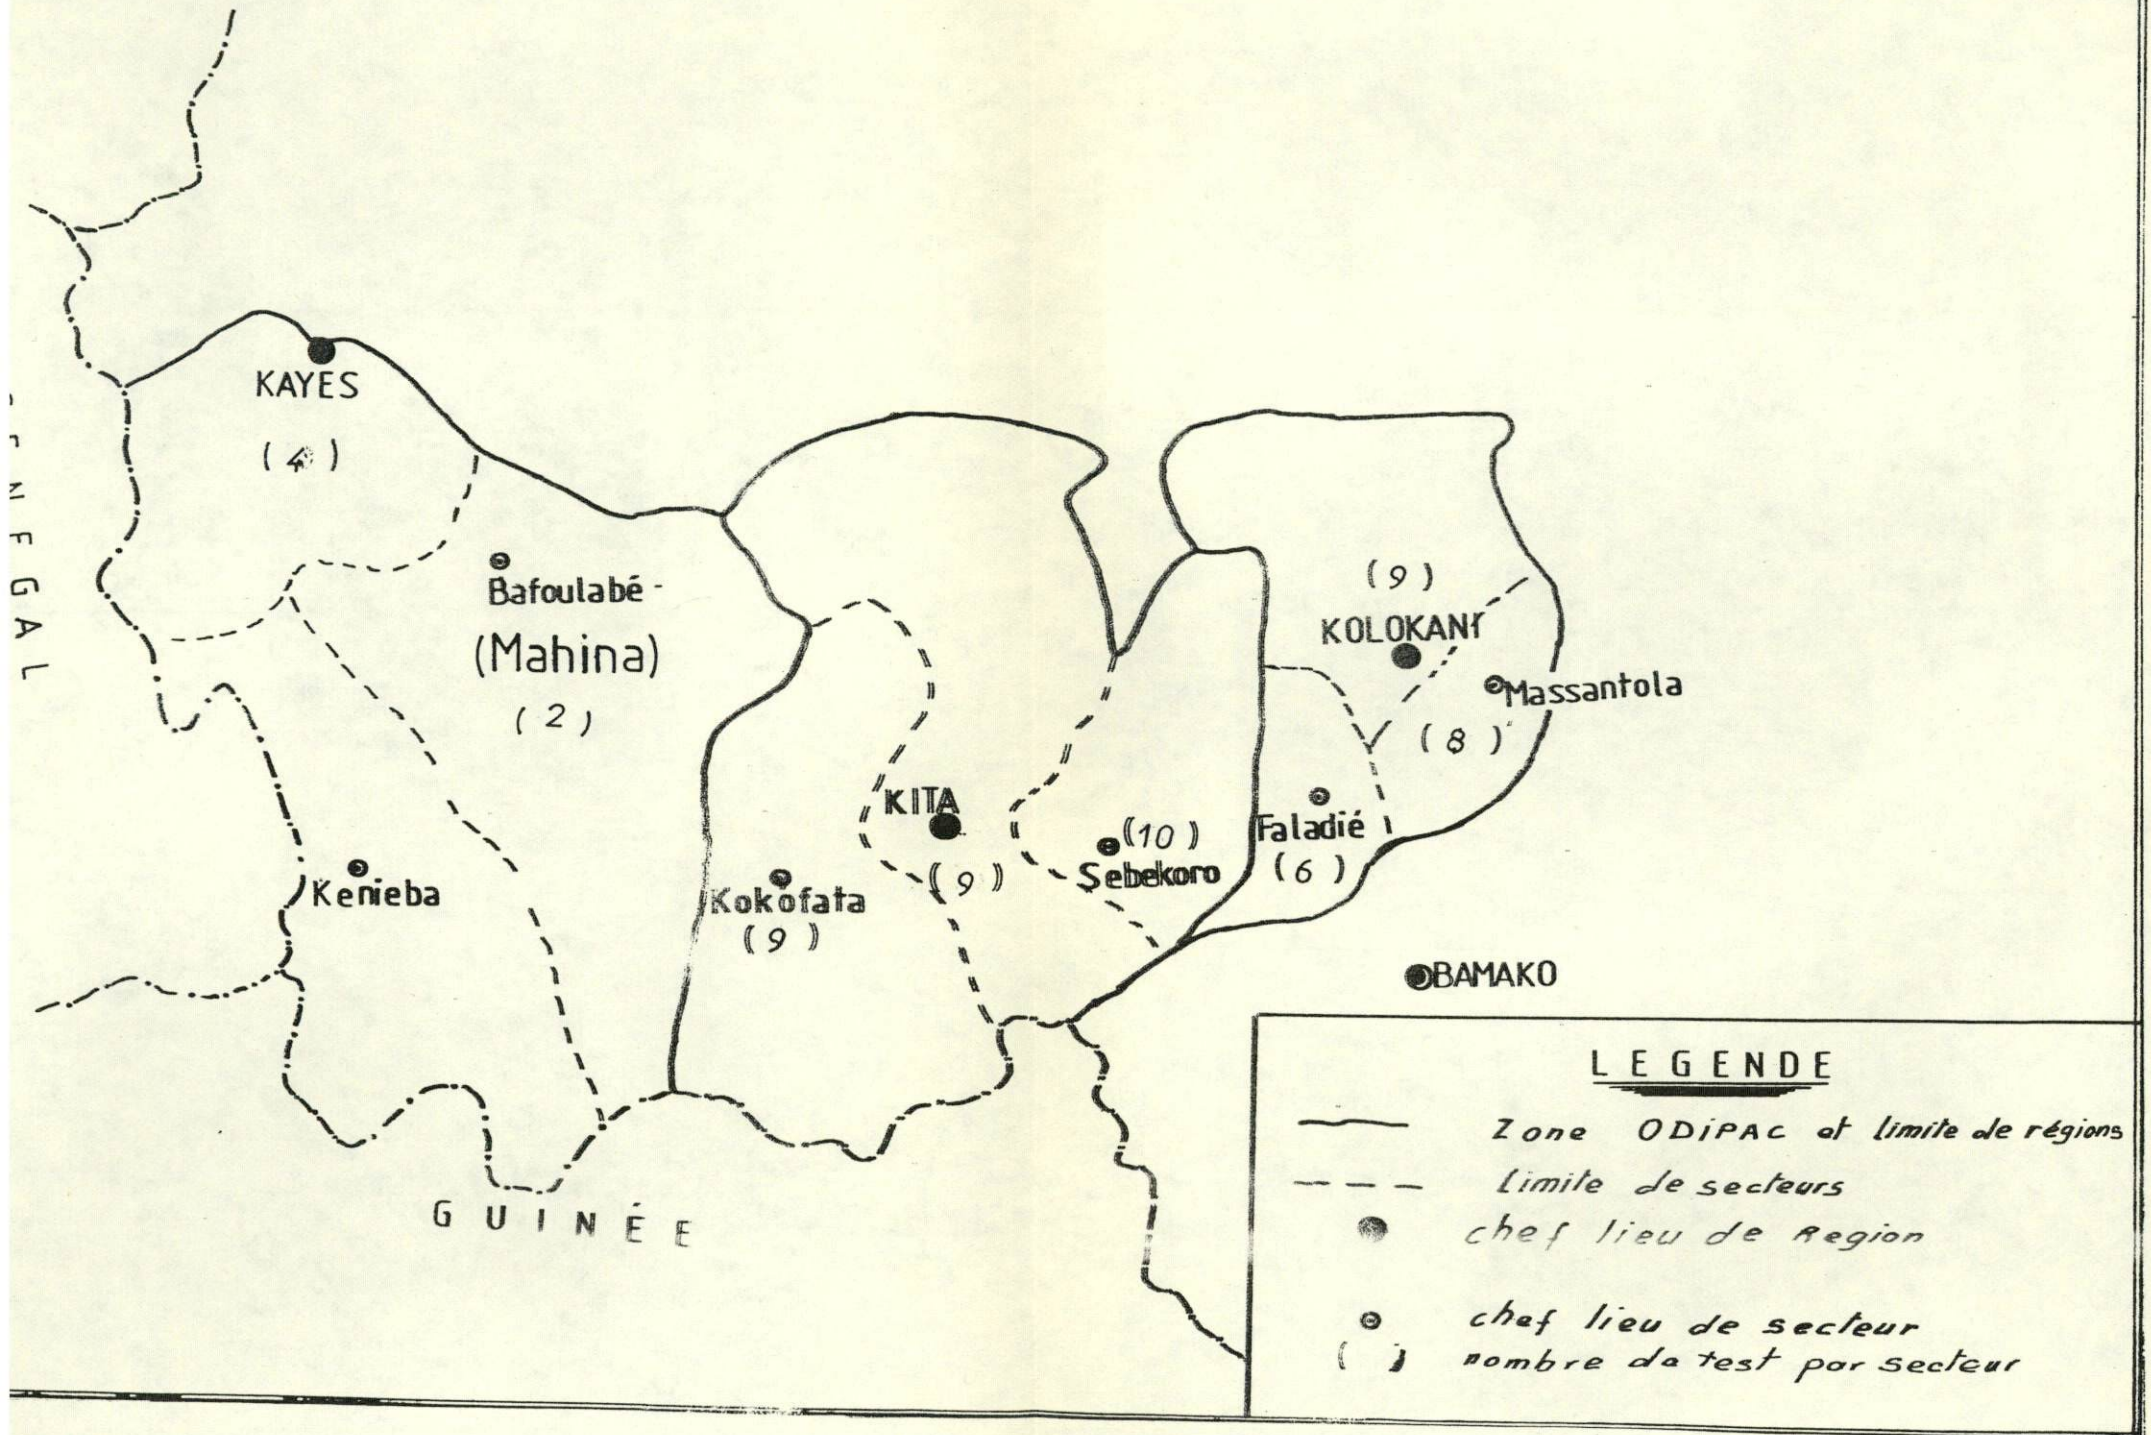 KAYES
(4)
Bafoulabé -
(Mahina)
(2)
Kenieba
KITA
(9)
Kokofata
(9)
(10)
Sebekoro
(9)
KOLOKANI
Massantola
(8)
Faladié
(6)
BAMAKO
GUINÉE
LEGENDE
Zone ODIPAC et limite de régions
Limite de secteurs
chef lieu de Region
chef lieu de secteur
( ) nombre de test par secteur